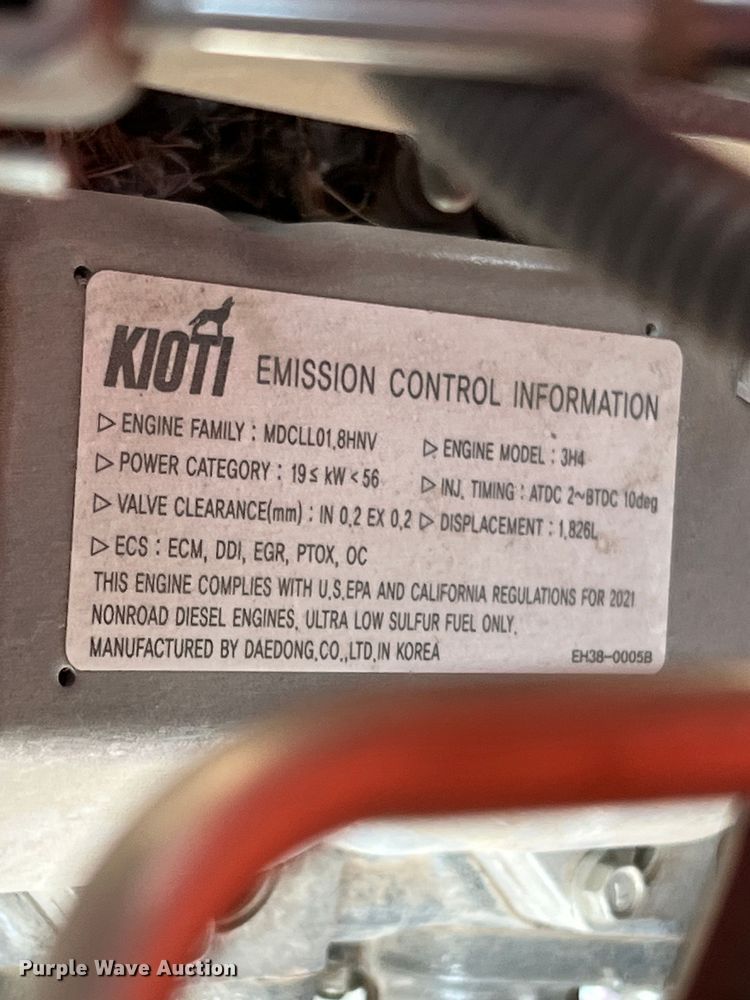 KIOTI EMISSION CONTROL INFORMATION
▷ ENGINE FAMILY : MDCLL01.8HNV ▷ ENGINE MODEL : 3H4
▷ POWER CATEGORY : 19 ≤ kW < 56 ▷ INJ. TIMING : ATDC 2~BTDC 10deg
▷ VALVE CLEARANCE(mm) : IN 0.2 EX 0.2 ▷ DISPLACEMENT : 1.826L
▷ ECS : ECM, DDI, EGR, PTOX, OC
THIS ENGINE COMPLIES WITH U.S.EPA AND CALIFORNIA REGULATIONS FOR 2021
NONROAD DIESEL ENGINES. ULTRA LOW SULFUR FUEL ONLY.
MANUFACTURED BY DAEDONG.CO.,LTD.IN KOREA EH38-0005B
Purple Wave Auction